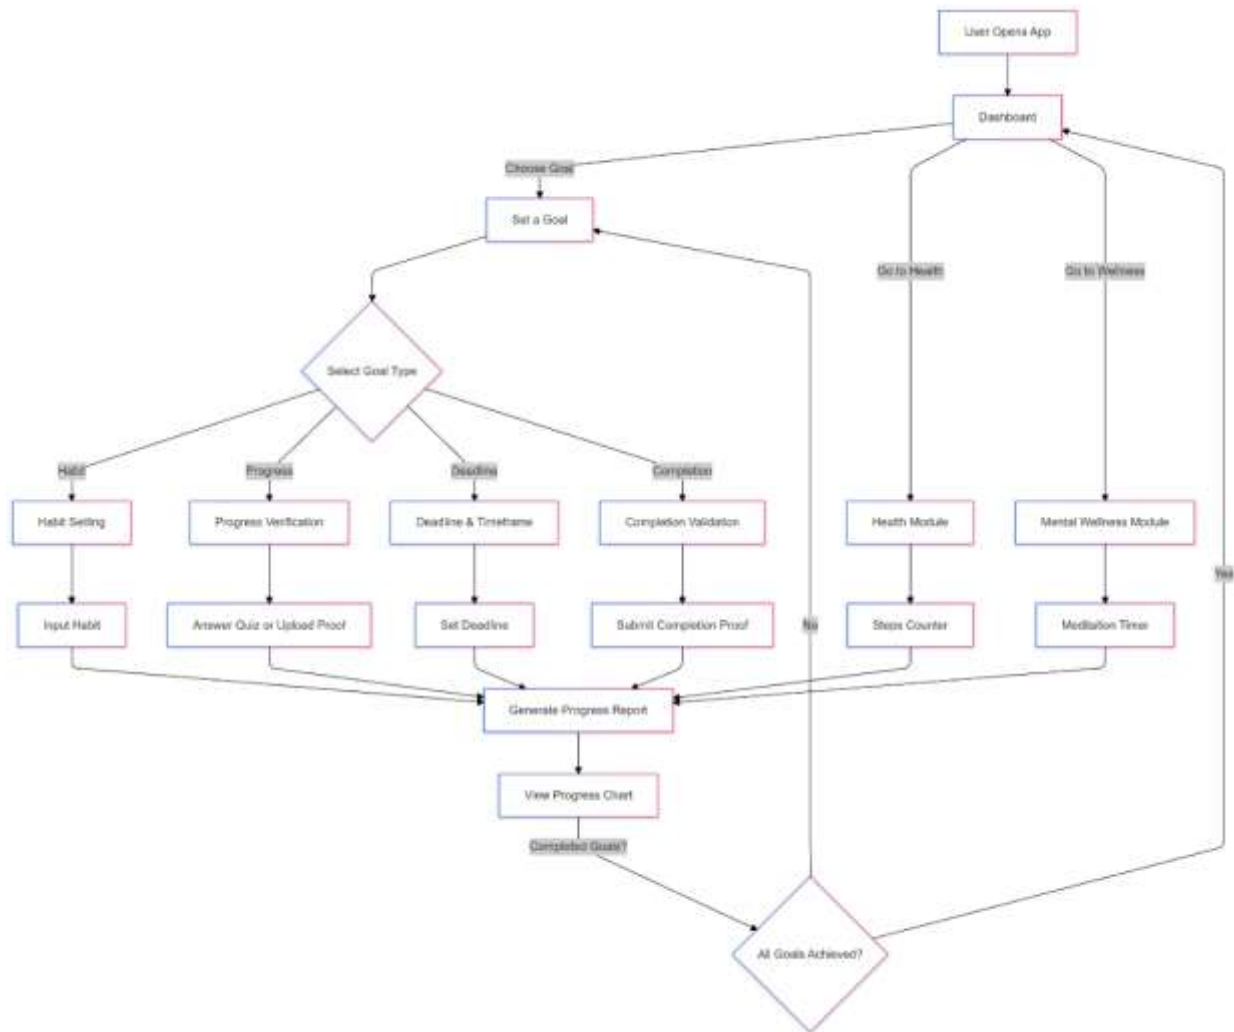 User Opens App
Dashboard
Choose Goal
Set a Goal
Go to Health
Go to Wellness
Select Goal Type
Habit
Progress
Deadline
Completion
Habit Setting
Progress Verification
Deadline & Timeframe
Completion Validation
Health Module
Mental Wellness Module
Yes
Input Habit
Answer Quiz or Upload Proof
Set Deadline
Submit Completion Proof
No
Steps Counter
Meditation Timer
Generate Progress Report
View Progress Chart
Completed Goals?
All Goals Achieved?